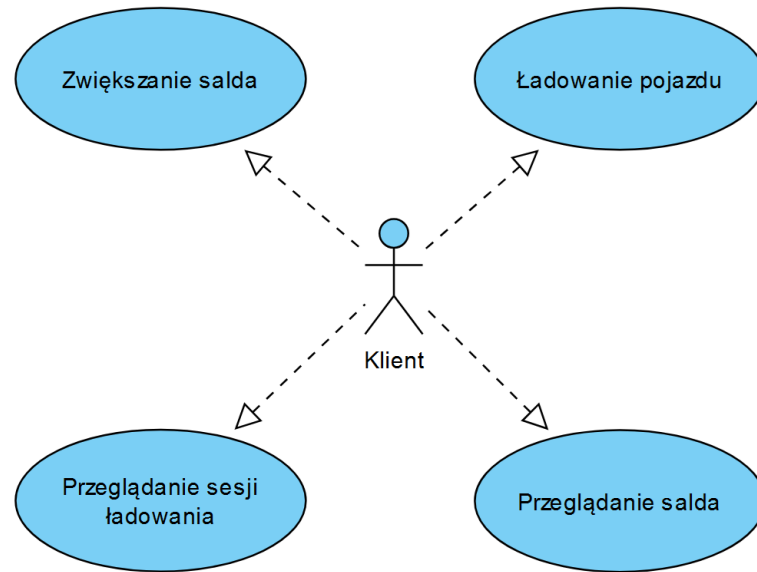 Zwiększanie salda
Ładowanie pojazdu
Klient
Przeglądanie sesji
ładowania
Przeglądanie salda